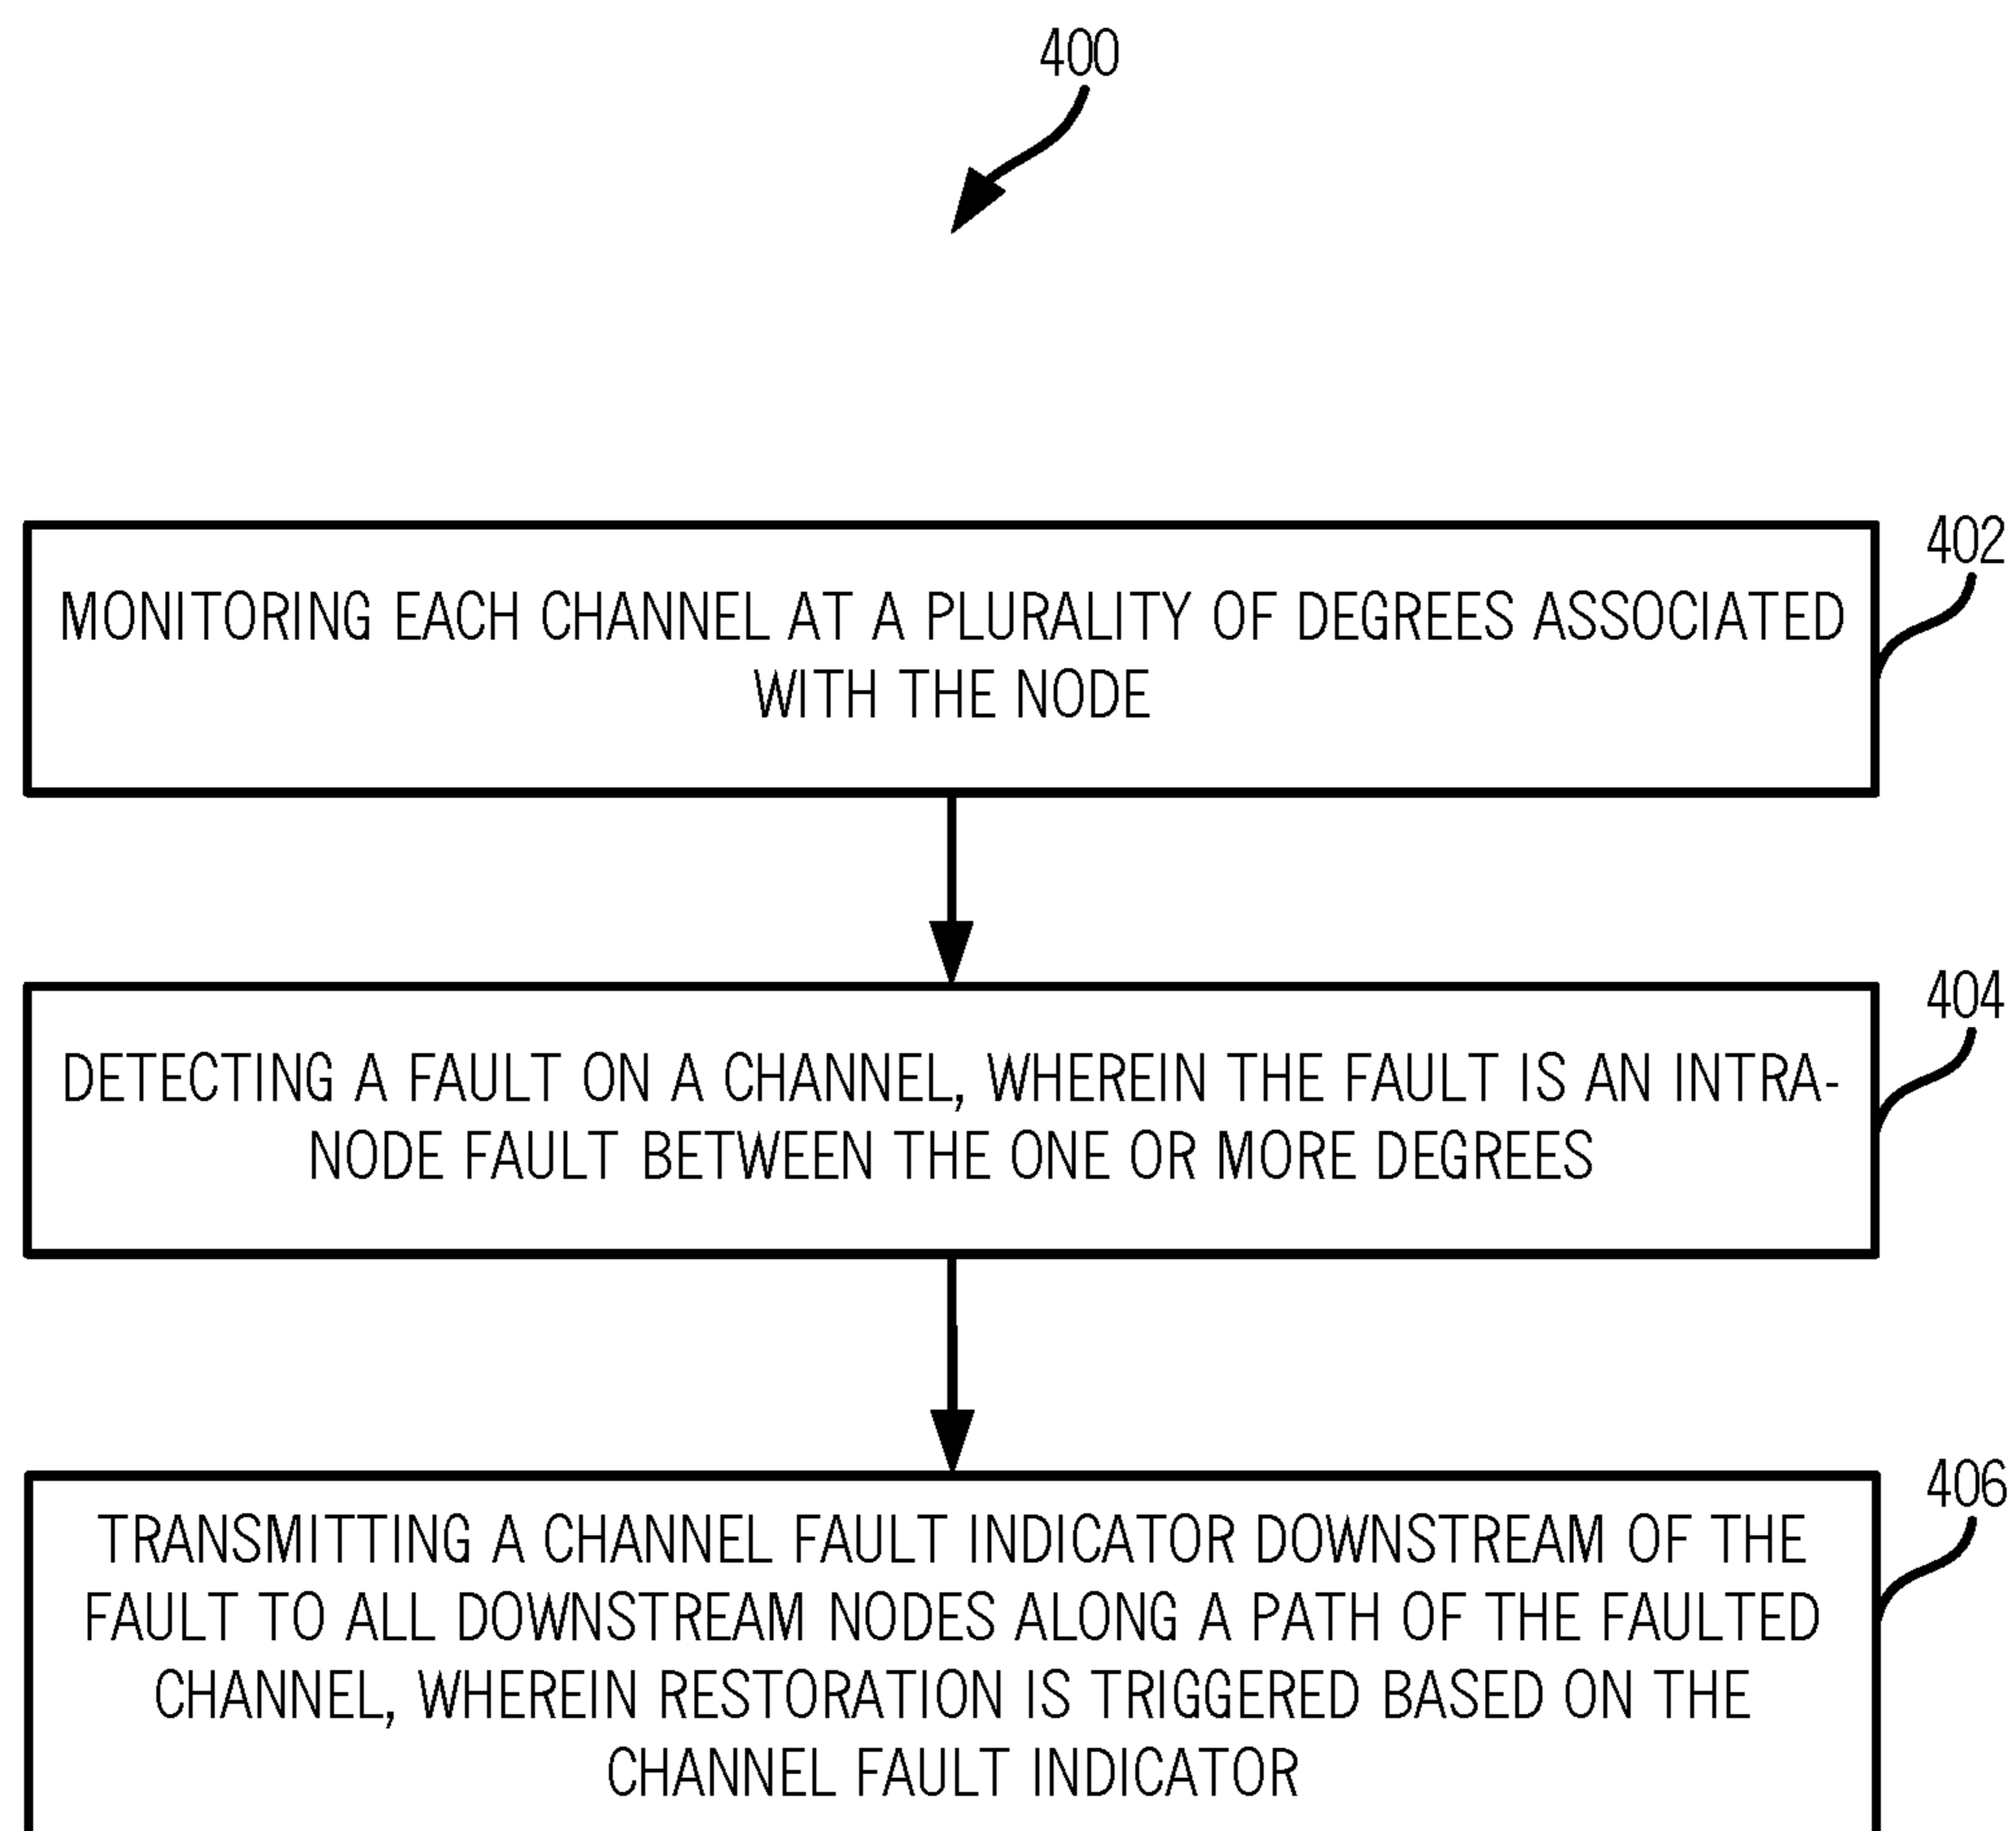 400
402
MONITORING EACH CHANNEL AT A PLURALITY OF DEGREES ASSOCIATED
WITH THE NODE
404
DETECTING A FAULT ON A CHANNEL, WHEREIN THE FAULT IS AN INTRA-
NODE FAULT BETWEEN THE ONE OR MORE DEGREES
406
TRANSMITTING A CHANNEL FAULT INDICATOR DOWNSTREAM OF THE
FAULT TO ALL DOWNSTREAM NODES ALONG A PATH OF THE FAULTED
CHANNEL, WHEREIN RESTORATION IS TRIGGERED BASED ON THE
CHANNEL FAULT INDICATOR